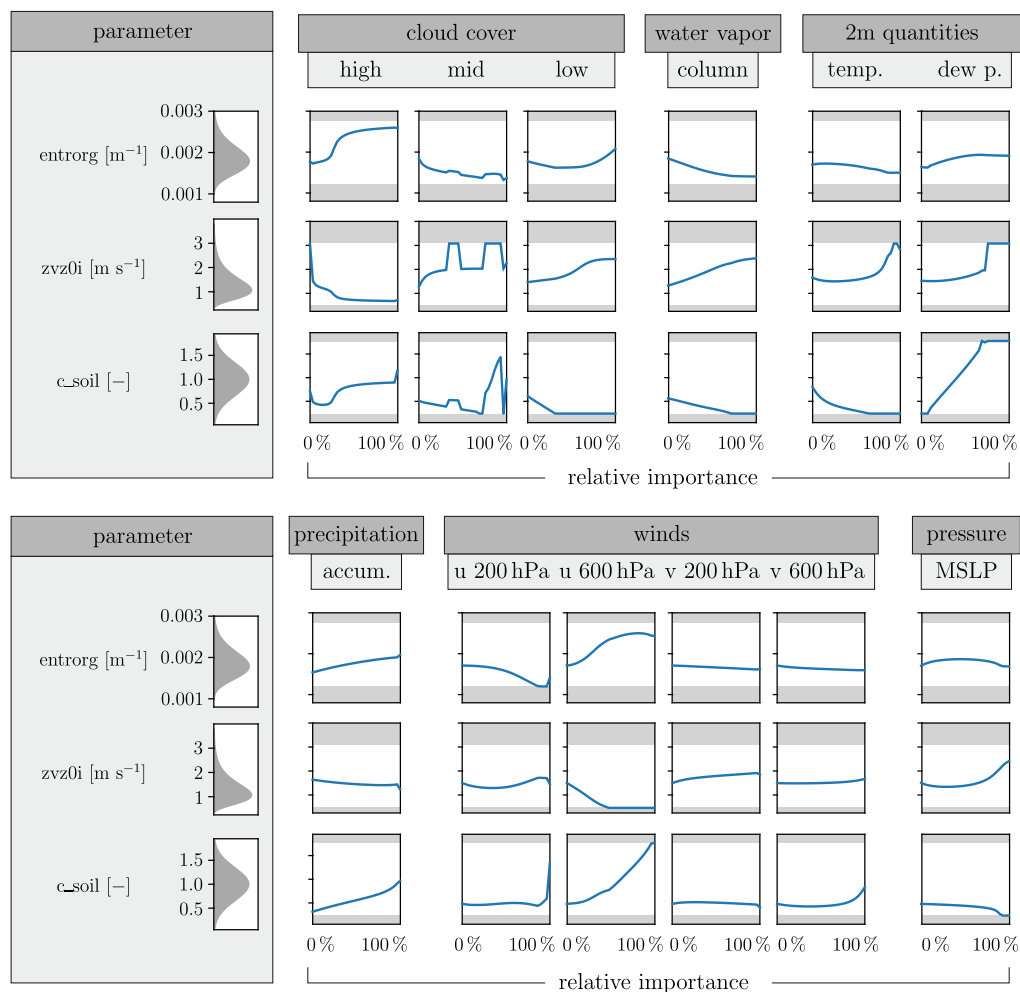 parameter cloud cover water vapor 2m quantities
high mid low column temp. dew p.
0.003
entrorg [m⁻¹] 0.002
0.001
3
zvz0i [m s⁻¹] 2
1
1.5
c_soil [−] 1.0
0.5
0 % 100 % 0 % 100 % 0 % 100 % 0 % 100 % 0 % 100 % 0 % 100 %
relative importance
parameter precipitation winds pressure
accum. u 200 hPa u 600 hPa v 200 hPa v 600 hPa MSLP
0.003
entrorg [m⁻¹] 0.002
0.001
3
zvz0i [m s⁻¹] 2
1
1.5
c_soil [−] 1.0
0.5
0 % 100 % 0 % 100 % 0 % 100 % 0 % 100 % 0 % 100 % 0 % 100 %
relative importance